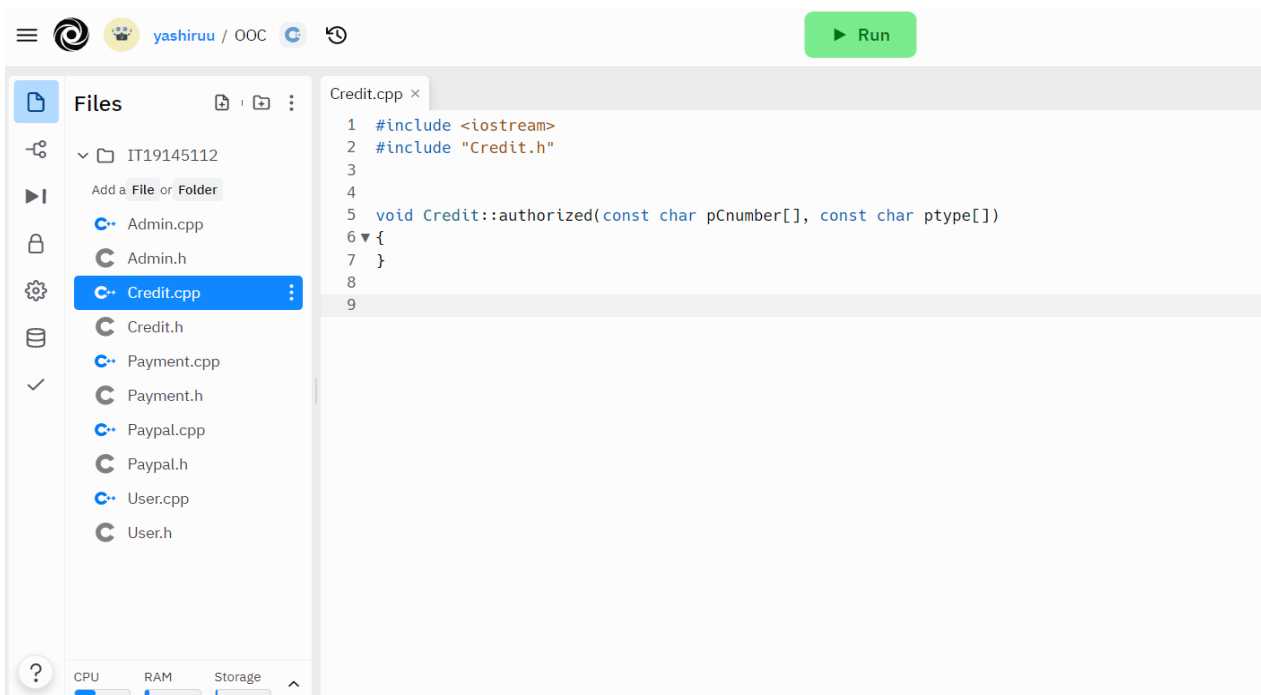 yashiruu / OOC
Run
Files
IT19145112
Add a File or Folder
Admin.cpp
Admin.h
Credit.cpp
Credit.h
Payment.cpp
Payment.h
Paypal.cpp
Paypal.h
User.cpp
User.h
CPU RAM Storage
Credit.cpp ×
1 #include <iostream>
2 #include "Credit.h"
3
4
5 void Credit::authorized(const char pCnumber[], const char ptype[])
6 {
7 }
8
9